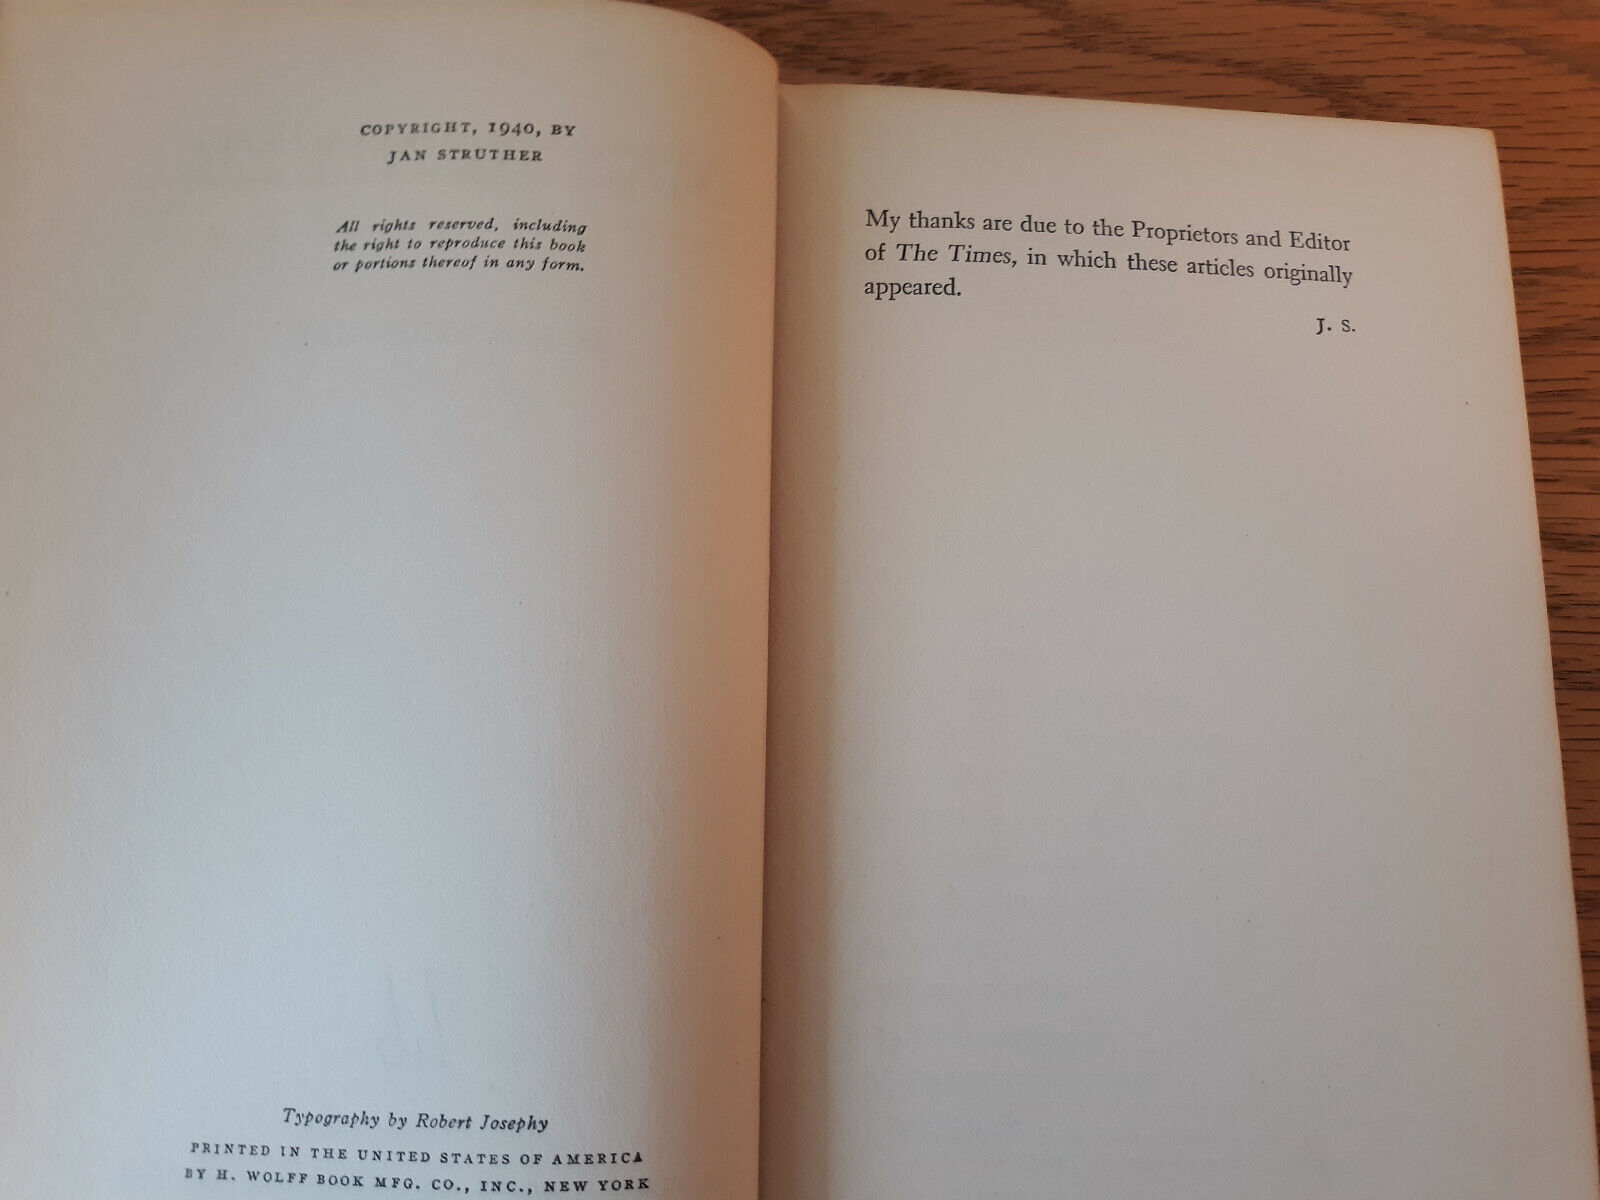 COPYRIGHT, 1940, BY
JAN STRUTHER
All rights reserved, including
the right to reproduce this book
or portions thereof in any form.
Typography by Robert Josephy
PRINTED IN THE UNITED STATES OF AMERICA
BY H. WOLFF BOOK MFG. CO., INC., NEW YORK
My thanks are due to the Proprietors and Editor
of The Times, in which these articles originally
appeared.
J. S.